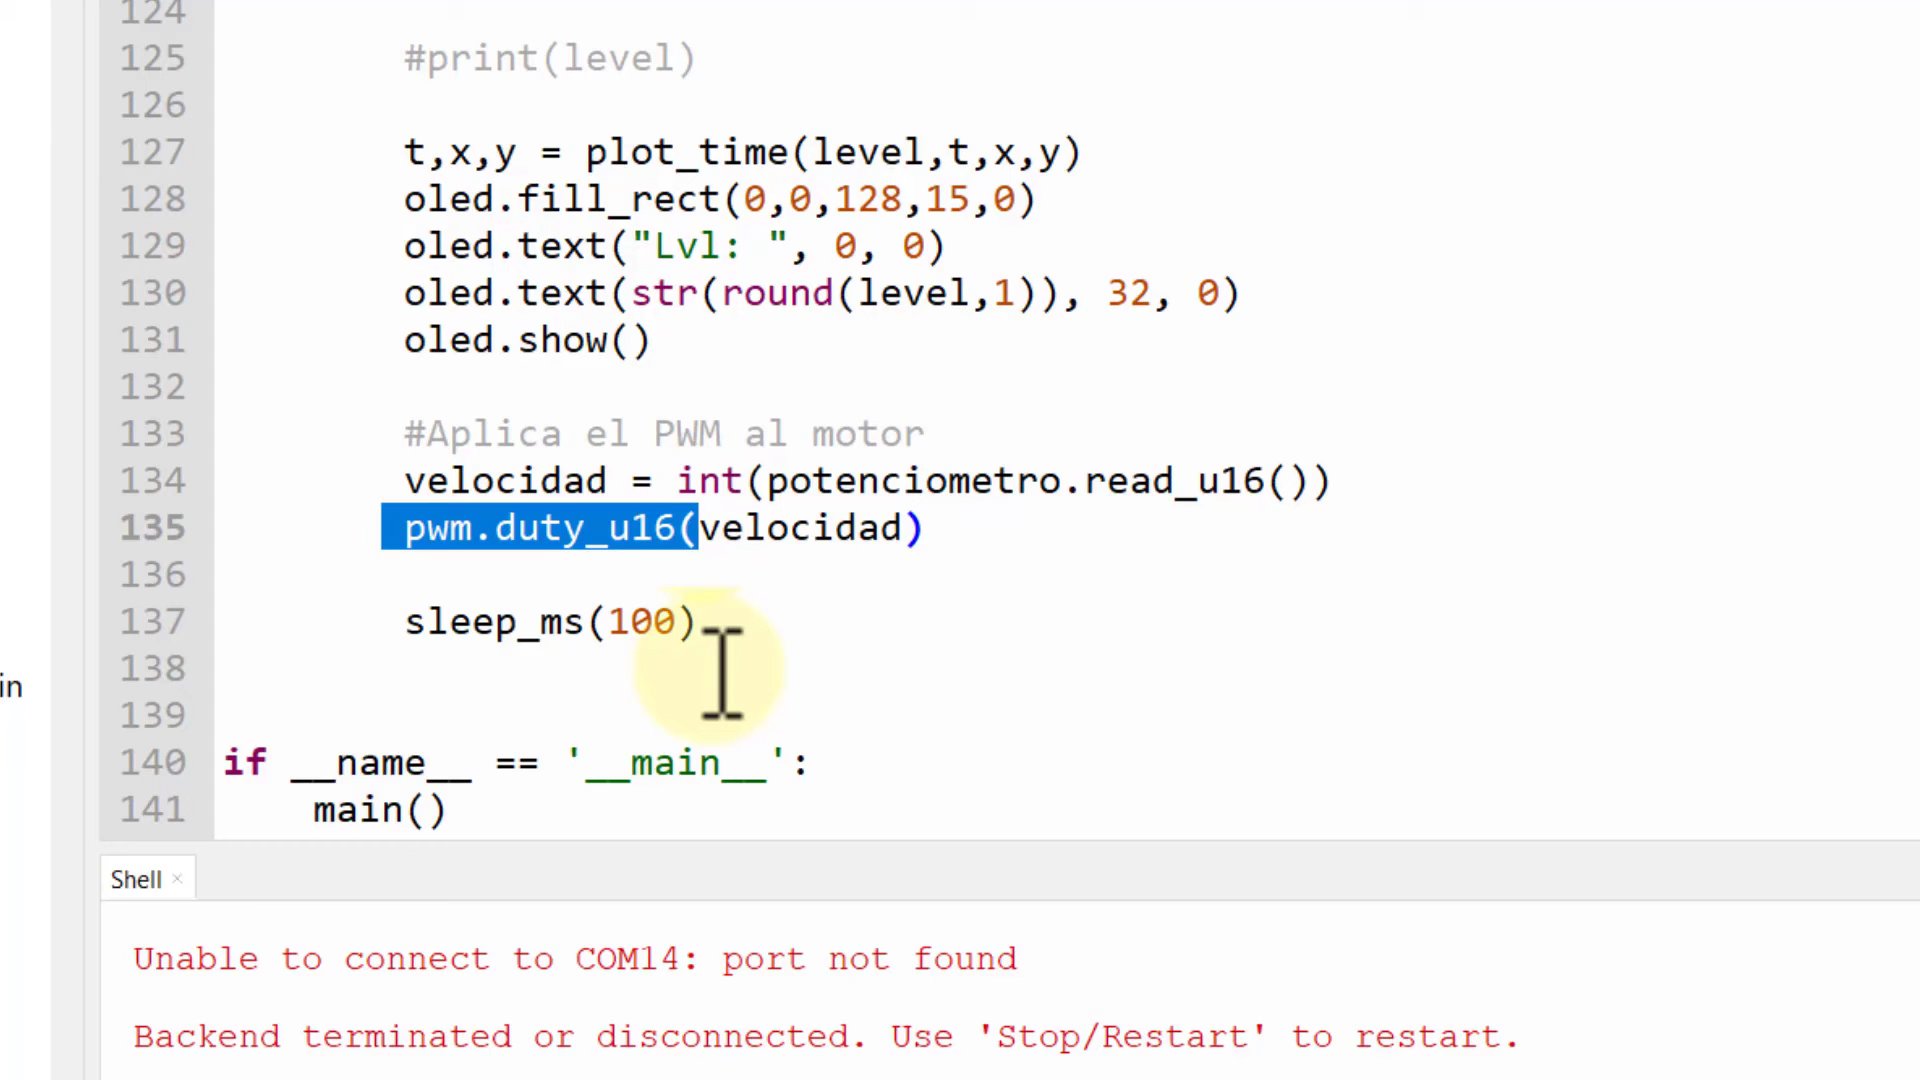 124
125 #print(level)
126
127 t,x,y = plot_time(level,t,x,y)
128 oled.fill_rect(0,0,128,15,0)
129 oled.text("Lvl: ", 0, 0)
130 oled.text(str(round(level,1)), 32, 0)
131 oled.show()
132
133 #Aplica el PWM al motor
134 velocidad = int(potenciometro.read_u16())
135 pwm.duty_u16(velocidad)
136
137 sleep_ms(100)
in
138
139
140 if __name__ == '__main__':
141 main()
Shell ×
Unable to connect to COM14: port not found
Backend terminated or disconnected. Use 'Stop/Restart' to restart.